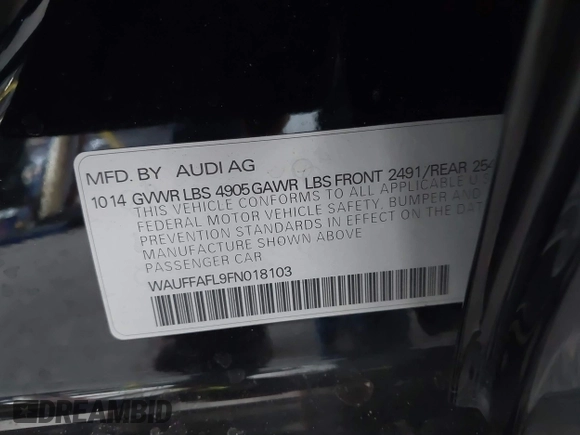 MFD. BY AUDI AG
1014 GVWR LBS 4905 GAWR LBS FRONT 2491/REAR
THIS VEHICLE CONFORMS TO ALL APPLICABLE
FEDERAL MOTOR VEHICLE SAFETY, BUMPER AND
PREVENTION STANDARDS IN EFFECT ON THE
MANUFACTURE SHOWN ABOVE
PASSENGER CAR
WAUFFAFL9FN018103
DREAMBID